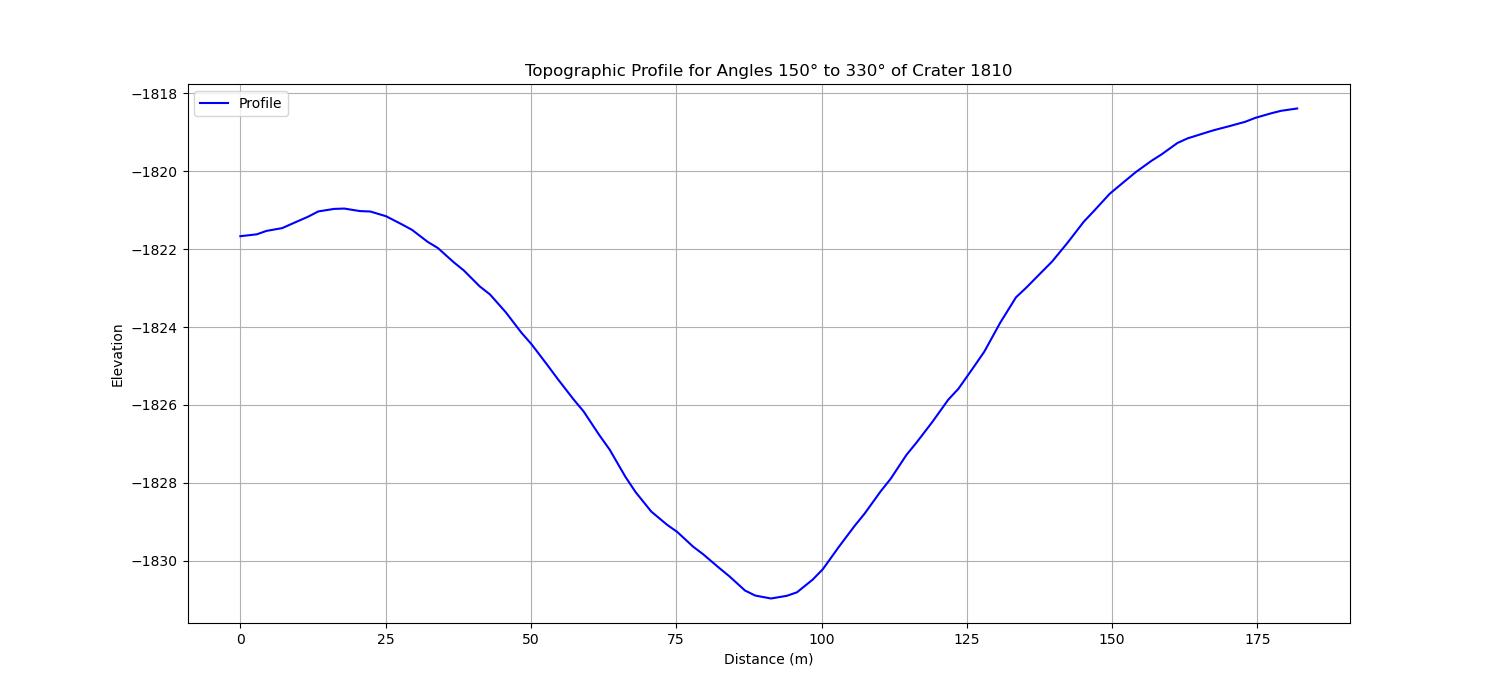 Topographic Profile for Angles 150° to 330° of Crater 1810
Profile
−1818
−1820
−1822
−1824
−1826
−1828
−1830
Elevation
0 25 50 75 100 125 150 175
Distance (m)